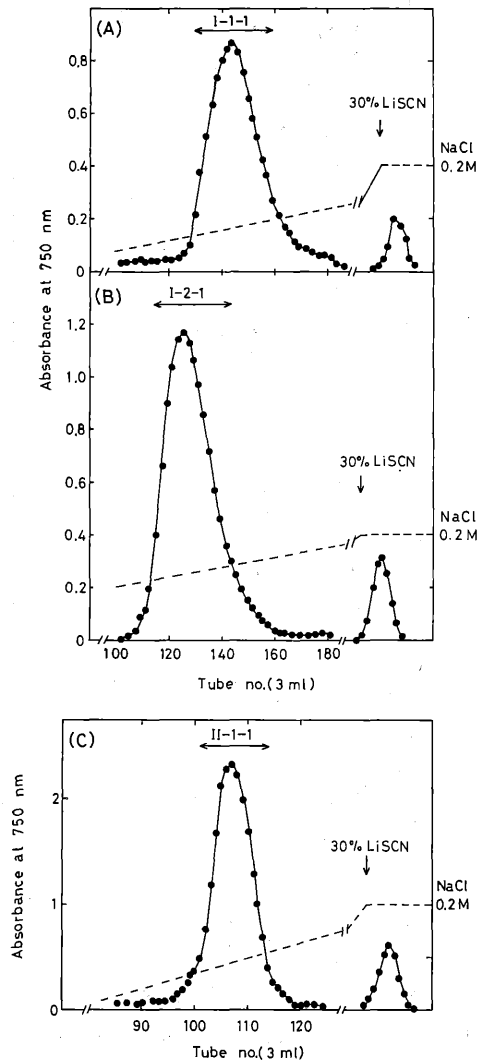 (A)
I-1-1
30% LiSCN
NaCl
0.2M
0.8
0.6
0.4
0.2
0
Absorbance at 750 nm
(B)
I-2-1
30% LiSCN
NaCl
0.2M
1.2
1.0
0.8
0.6
0.4
0.2
0
100 120 140 160 180
Tube no.(3 ml)
(C)
II-1-1
30% LiSCN
NaCl
0.2M
2
1
0
Absorbance at 750 nm
90 100 110 120
Tube no.(3 ml)